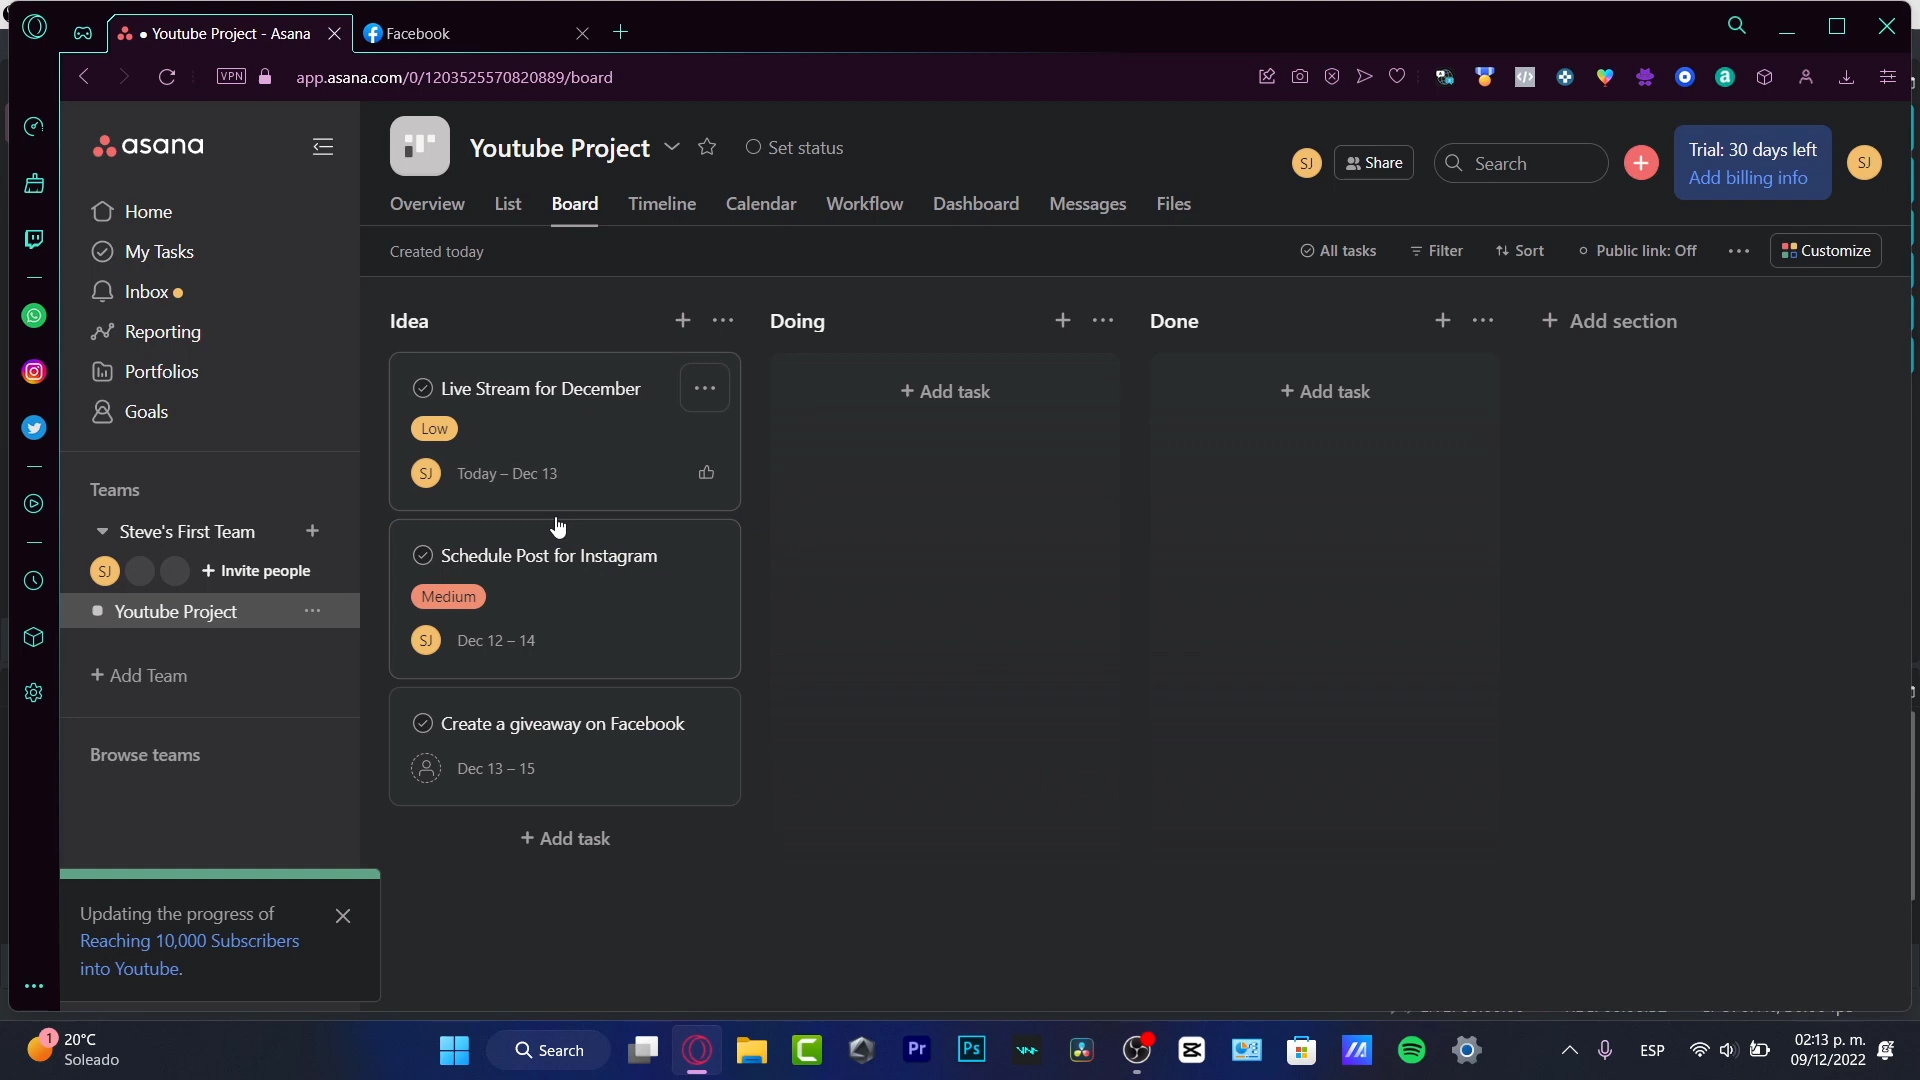 Youtube Project - Asana
Facebook
VPN
app.asana.com/0/1203525570820889/board
asana
Home
My Tasks
Inbox
Reporting
Portfolios
Goals
Teams
Steve's First Team
SJ
+ Invite people
Youtube Project
+ Add Team
Browse teams
Updating the progress of
Reaching 10,000 Subscribers
into Youtube.
Youtube Project
Set status
SJ
Share
Search
Trial: 30 days left
Add billing info
SJ
Overview
List
Board
Timeline
Calendar
Workflow
Dashboard
Messages
Files
Created today
All tasks
Filter
Sort
Public link: Off
Customize
Idea
Live Stream for December
Low
SJ
Today – Dec 13
Schedule Post for Instagram
Medium
SJ
Dec 12 – 14
Create a giveaway on Facebook
Dec 13 – 15
+ Add task
Doing
+ Add task
Done
+ Add task
+ Add section
1
20°C
Soleado
Search
Pr
Ps
ESP
02:13 p. m.
09/12/2022